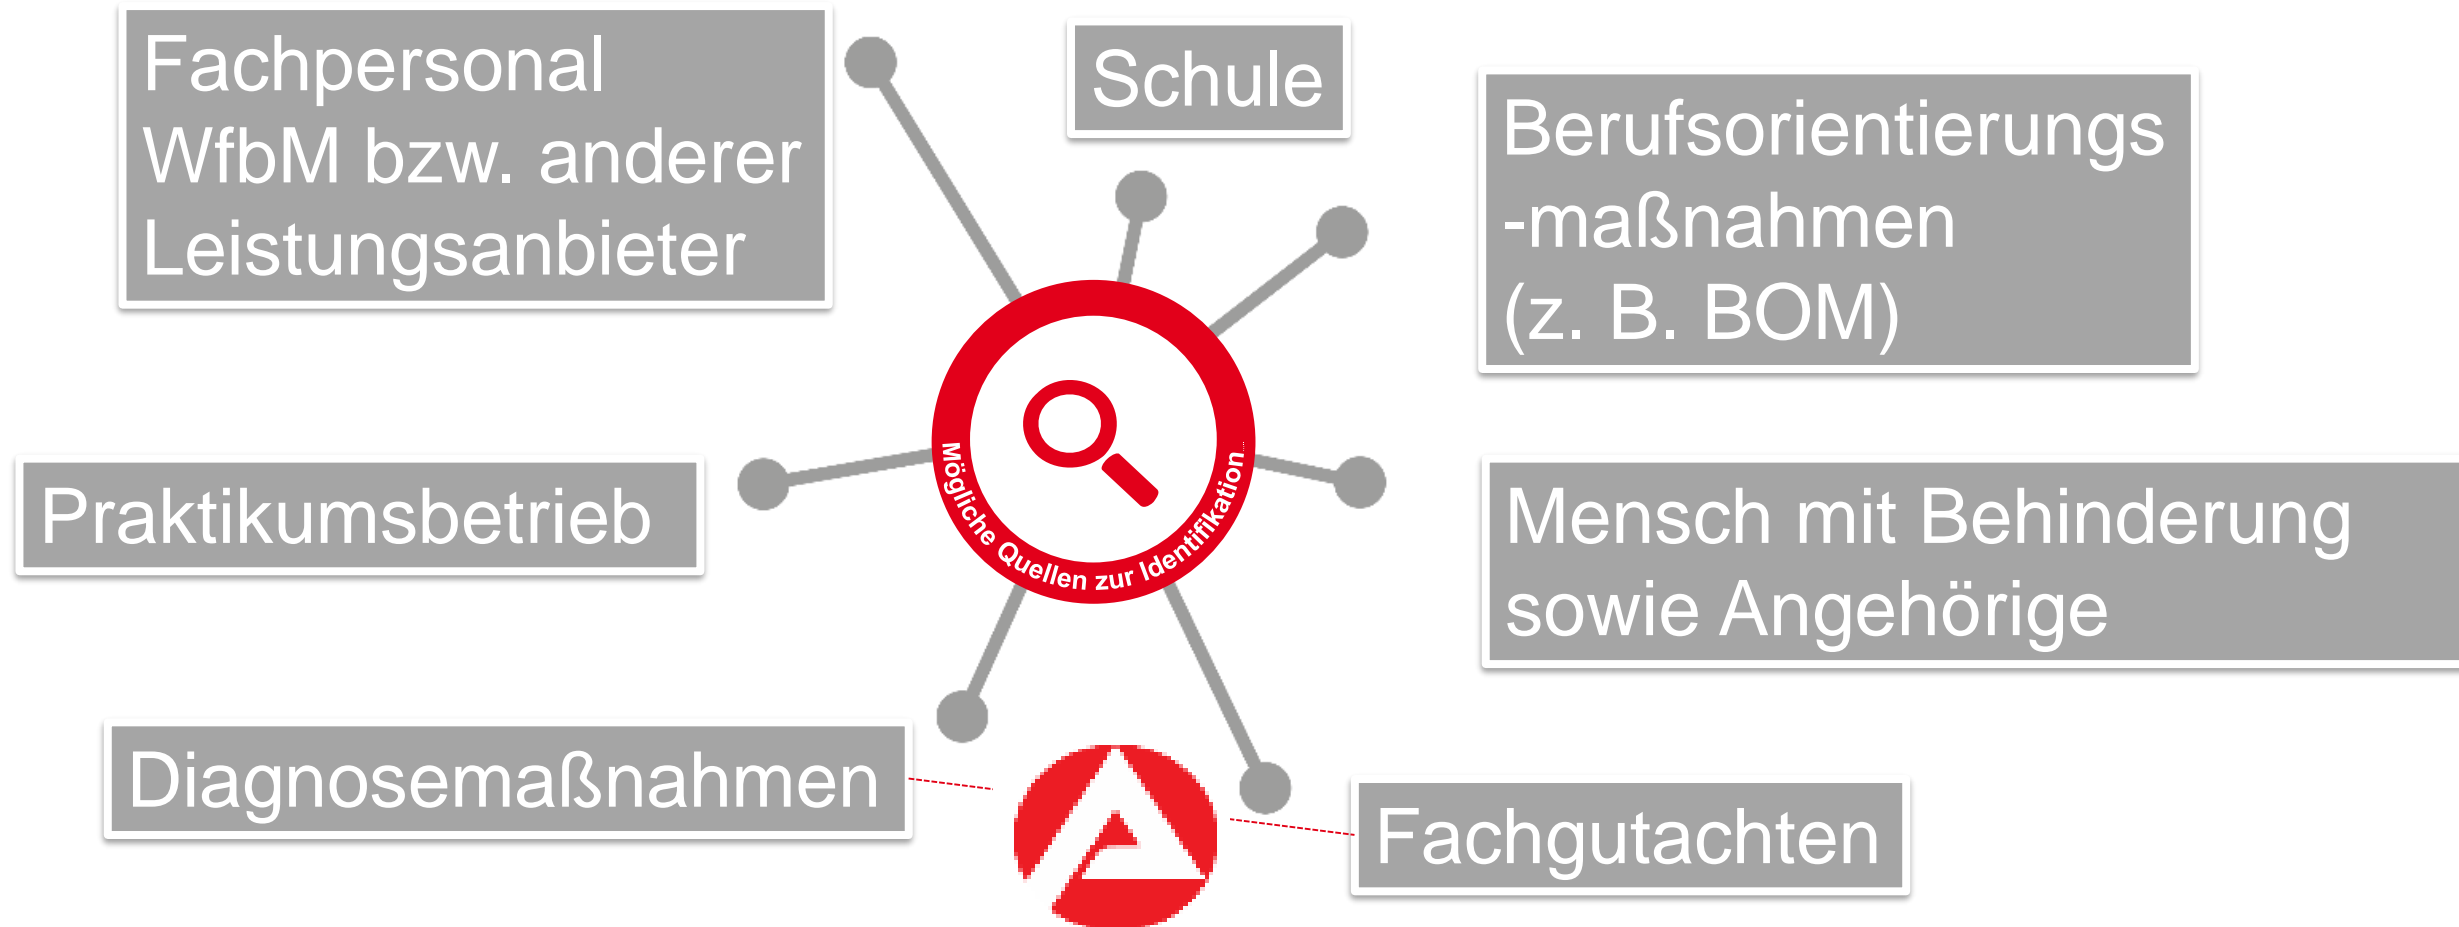 Fachpersonal
WfbM bzw. anderer
Leistungsanbieter
Schule
Berufsorientierungs
-maßnahmen
(z. B. BOM)
Praktikumsbetrieb
Mögliche Quellen zur Identifikation
Mensch mit Behinderung
sowie Angehörige
Diagnosemaßnahmen
Fachgutachten